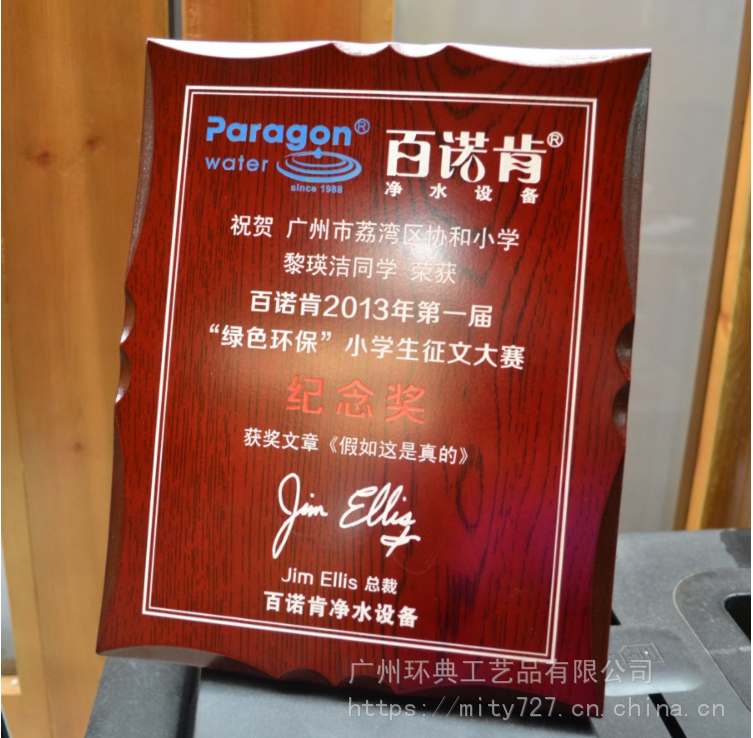 Paragon® 百诺肯®
water 净水设备
since 1988
祝贺 广州市荔湾区协和小学
黎瑛洁同学 荣获
百诺肯2013年第一届
“绿色环保”小学生征文大赛
纪念奖
获奖文章《假如这是真的》
Jim Ellis
Jim Ellis 总裁
百诺肯净水设备
广州环典工艺品有限公司
https://mity727.cn.china.cn